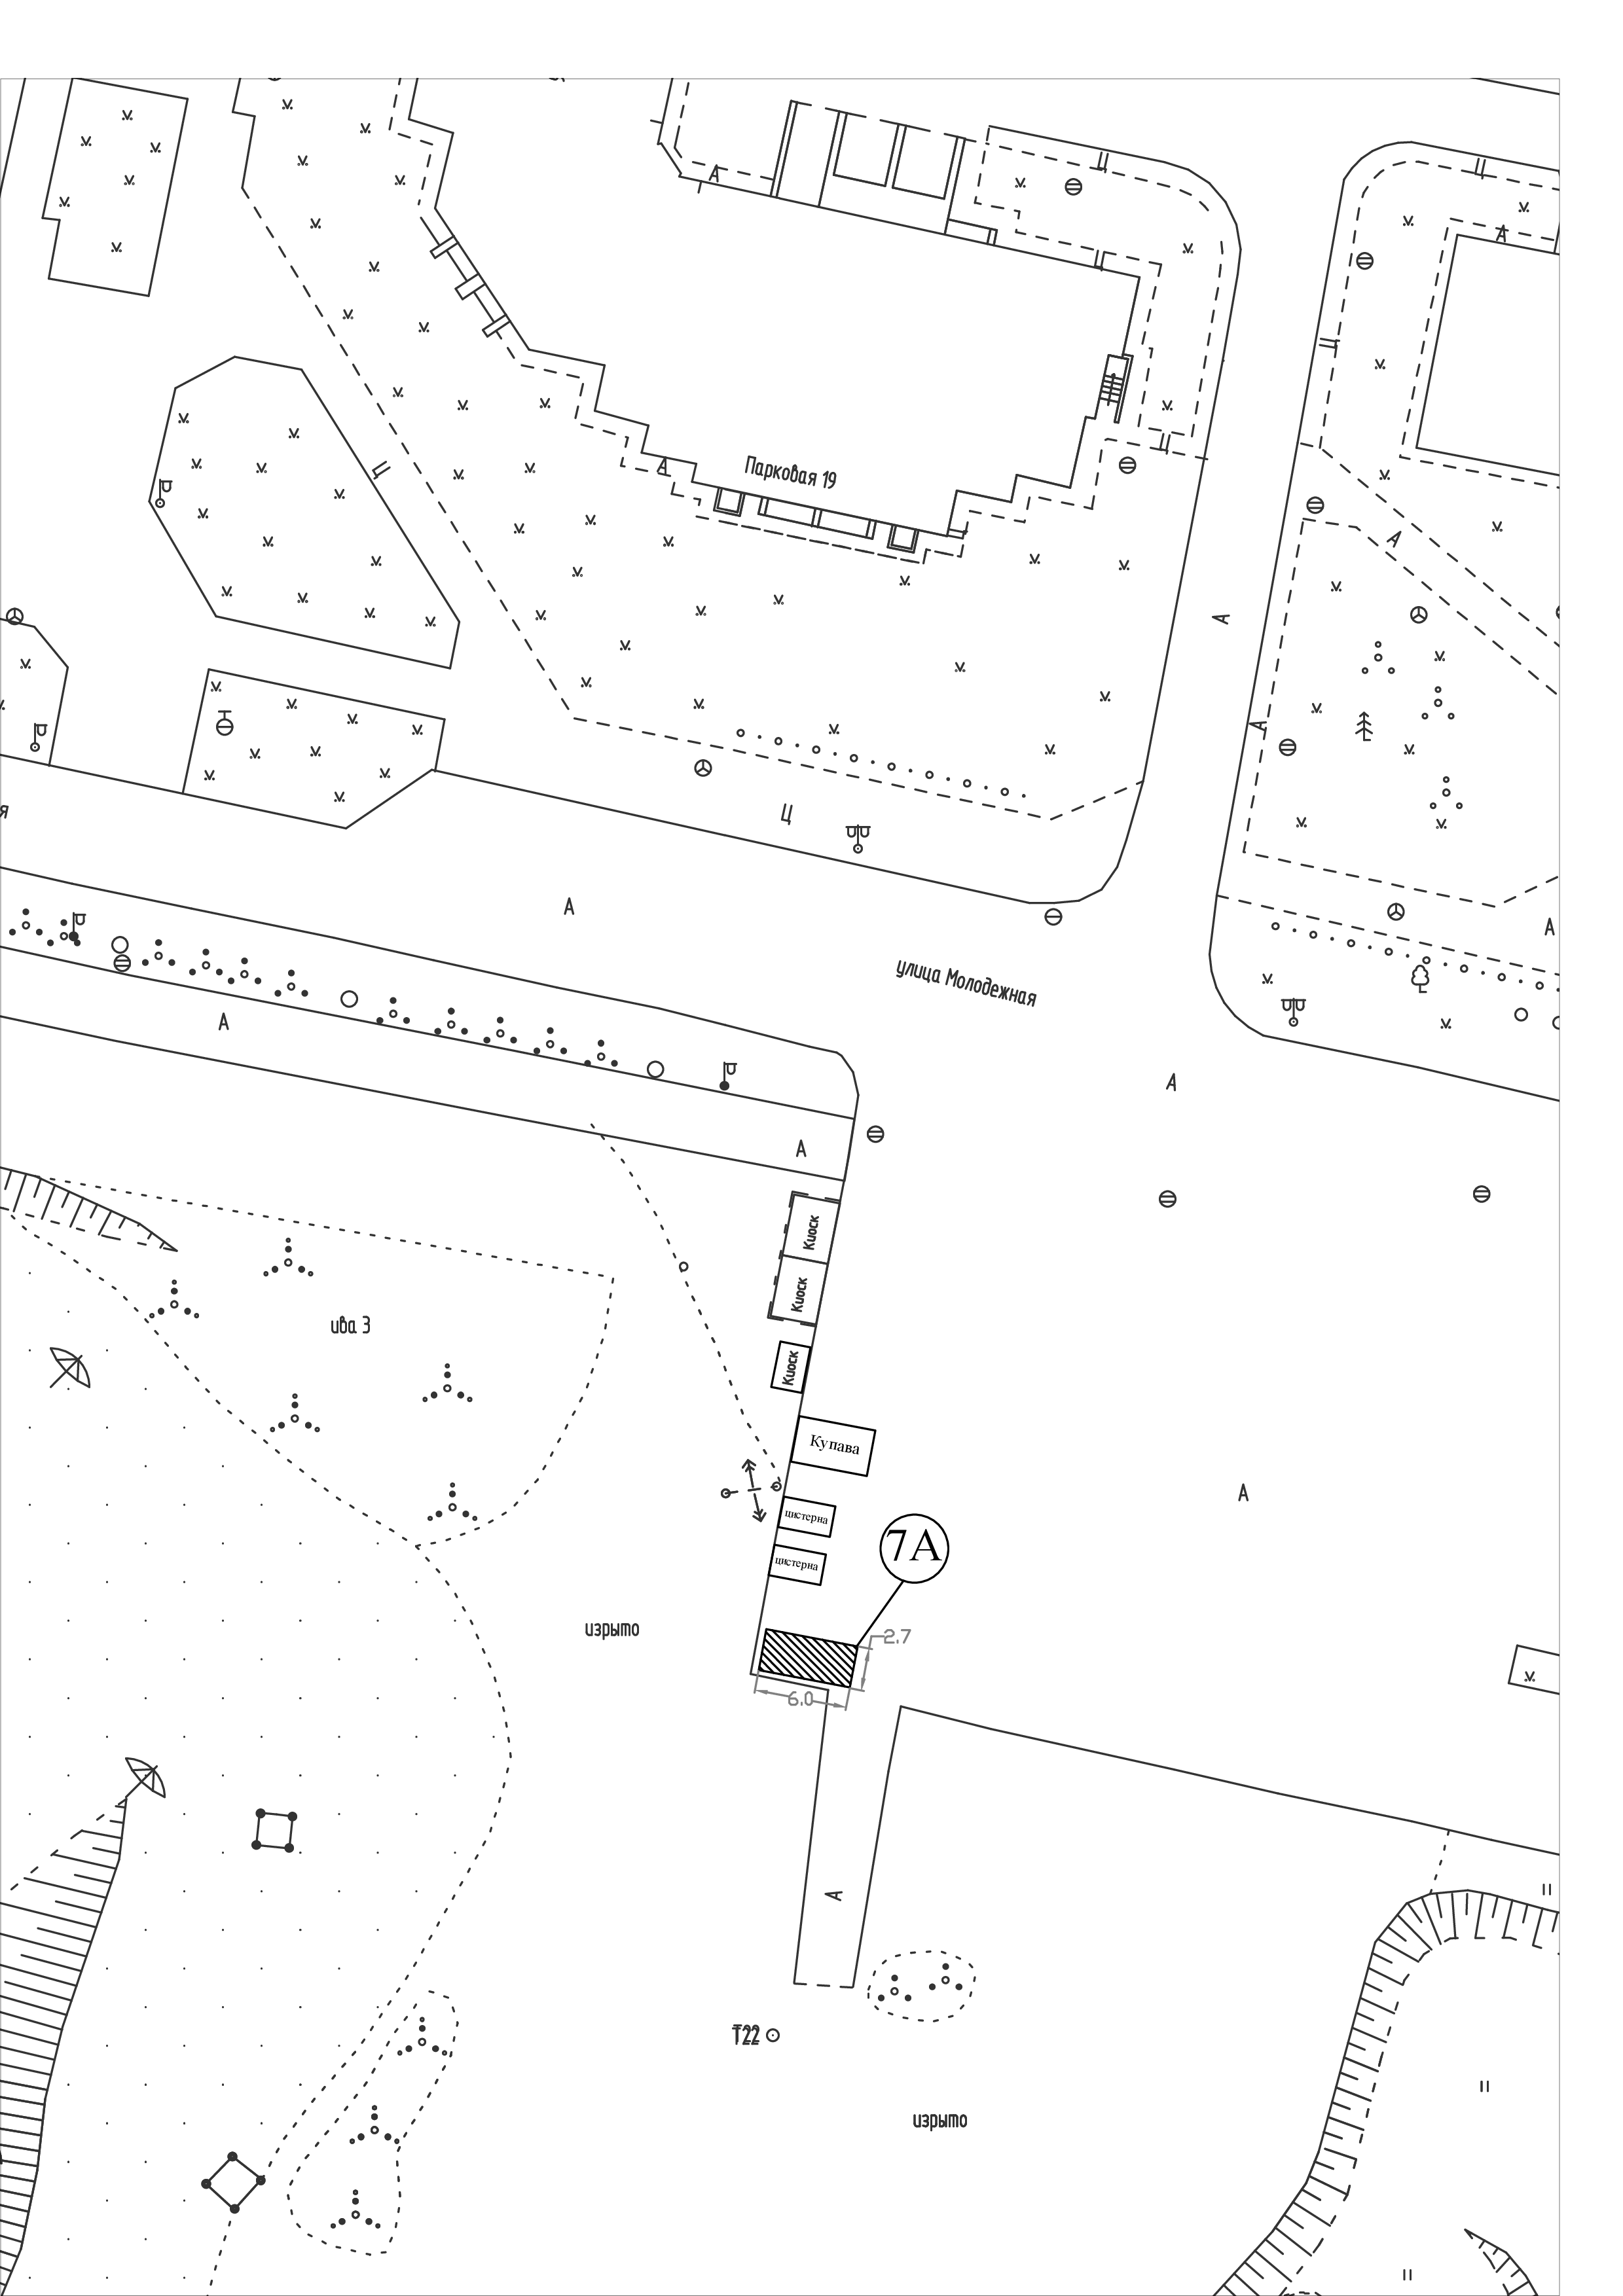 А
А
А
Парковая 19
А
А
А
Ц
я
А
А
улица Молодежная
А
А
А
Киоск
Киоск
ива 3
Киоск
Купава
А
цистерна
7А
цистерна
изрыто
2.7
6.0
А
Т22
изрыто